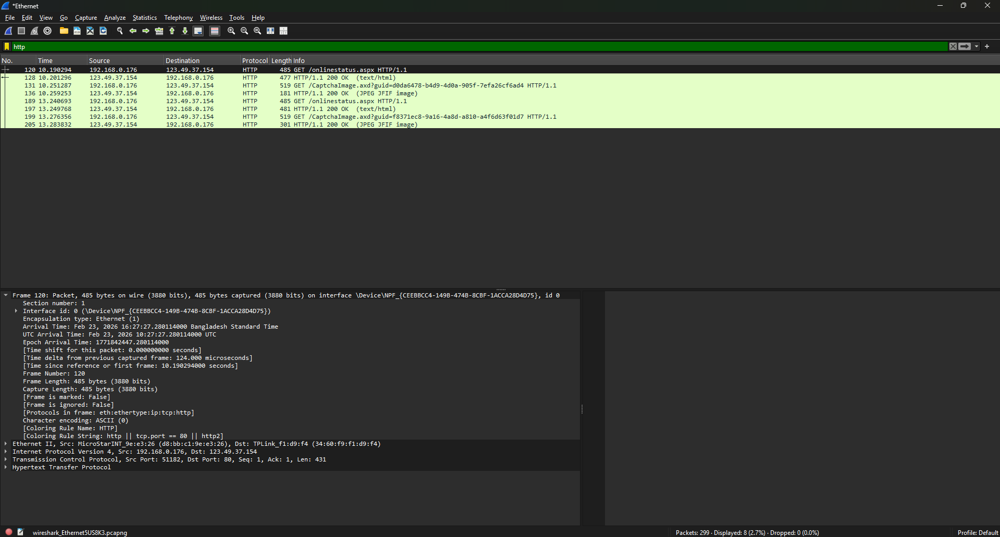 *Ethernet
File Edit View Go Capture Analyze Statistics Telephony Wireless Tools Help
http
No. Time Source Destination Protocol Length Info
120 10.190294 192.168.0.176 123.49.37.154 HTTP 485 GET /onlinestatus.aspx HTTP/1.1
128 10.201296 123.49.37.154 192.168.0.176 HTTP 477 HTTP/1.1 200 OK (text/html)
131 10.251287 192.168.0.176 123.49.37.154 HTTP 519 GET /CaptchaImage.axd?guid=d0da6478-b4d9-4d0a-905f-7efa26cf6ad4 HTTP/1.1
136 10.259253 123.49.37.154 192.168.0.176 HTTP 181 HTTP/1.1 200 OK (JPEG JFIF image)
189 13.240693 192.168.0.176 123.49.37.154 HTTP 485 GET /onlinestatus.aspx HTTP/1.1
197 13.249768 123.49.37.154 192.168.0.176 HTTP 481 HTTP/1.1 200 OK (text/html)
199 13.276356 192.168.0.176 123.49.37.154 HTTP 519 GET /CaptchaImage.axd?guid=f8371ec8-9a16-4a8d-a810-a4f6d63f01d7 HTTP/1.1
205 13.283832 123.49.37.154 192.168.0.176 HTTP 301 HTTP/1.1 200 OK (JPEG JFIF image)
Frame 120: Packet, 485 bytes on wire (3880 bits), 485 bytes captured (3880 bits) on interface \Device\NPF_{CEEBBCC4-149B-474B-8CBF-1ACCA28D4D75}, id 0
Section number: 1
Interface id: 0 (\Device\NPF_{CEEBBCC4-149B-474B-8CBF-1ACCA28D4D75})
Encapsulation type: Ethernet (1)
Arrival Time: Feb 23, 2026 16:27:27.280114000 Bangladesh Standard Time
UTC Arrival Time: Feb 23, 2026 10:27:27.280114000 UTC
Epoch Arrival Time: 1771842447.280114000
[Time shift for this packet: 0.000000000 seconds]
[Time delta from previous captured frame: 124.000 microseconds]
[Time since reference or first frame: 10.190294000 seconds]
Frame Number: 120
Frame Length: 485 bytes (3880 bits)
Capture Length: 485 bytes (3880 bits)
[Frame is marked: False]
[Frame is ignored: False]
[Protocols in frame: eth:ethertype:ip:tcp:http]
Character encoding: ASCII (0)
[Coloring Rule Name: HTTP]
[Coloring Rule String: http || tcp.port == 80 || http2]
Ethernet II, Src: MicroStarINT_9e:e3:26 (d8:bb:c1:9e:e3:26), Dst: TPLink_f1:d9:f4 (34:60:f9:f1:d9:f4)
Internet Protocol Version 4, Src: 192.168.0.176, Dst: 123.49.37.154
Transmission Control Protocol, Src Port: 51182, Dst Port: 80, Seq: 1, Ack: 1, Len: 431
Hypertext Transfer Protocol
wireshark_Ethernet5US8K3.pcapng Packets: 299 · Displayed: 8 (2.7%) · Dropped: 0 (0.0%) Profile: Default